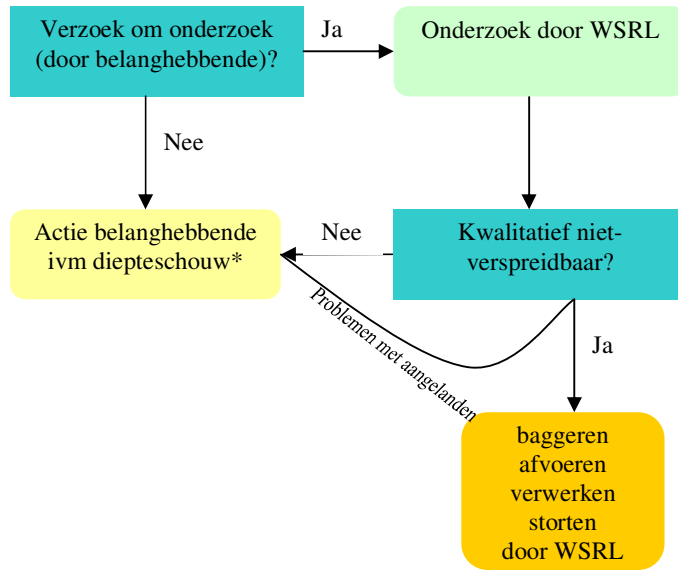 Verzoek om onderzoek
(door belanghebbende)?
Ja
Onderzoek door WSRL
Nee
Actie belanghebbende
ivm diepteschouw*
Nee
Kwalitatief niet-
verspreidbaar?
Problemen met aangelanden
Ja
baggeren
afvoeren
verwerken
storten
door WSRL